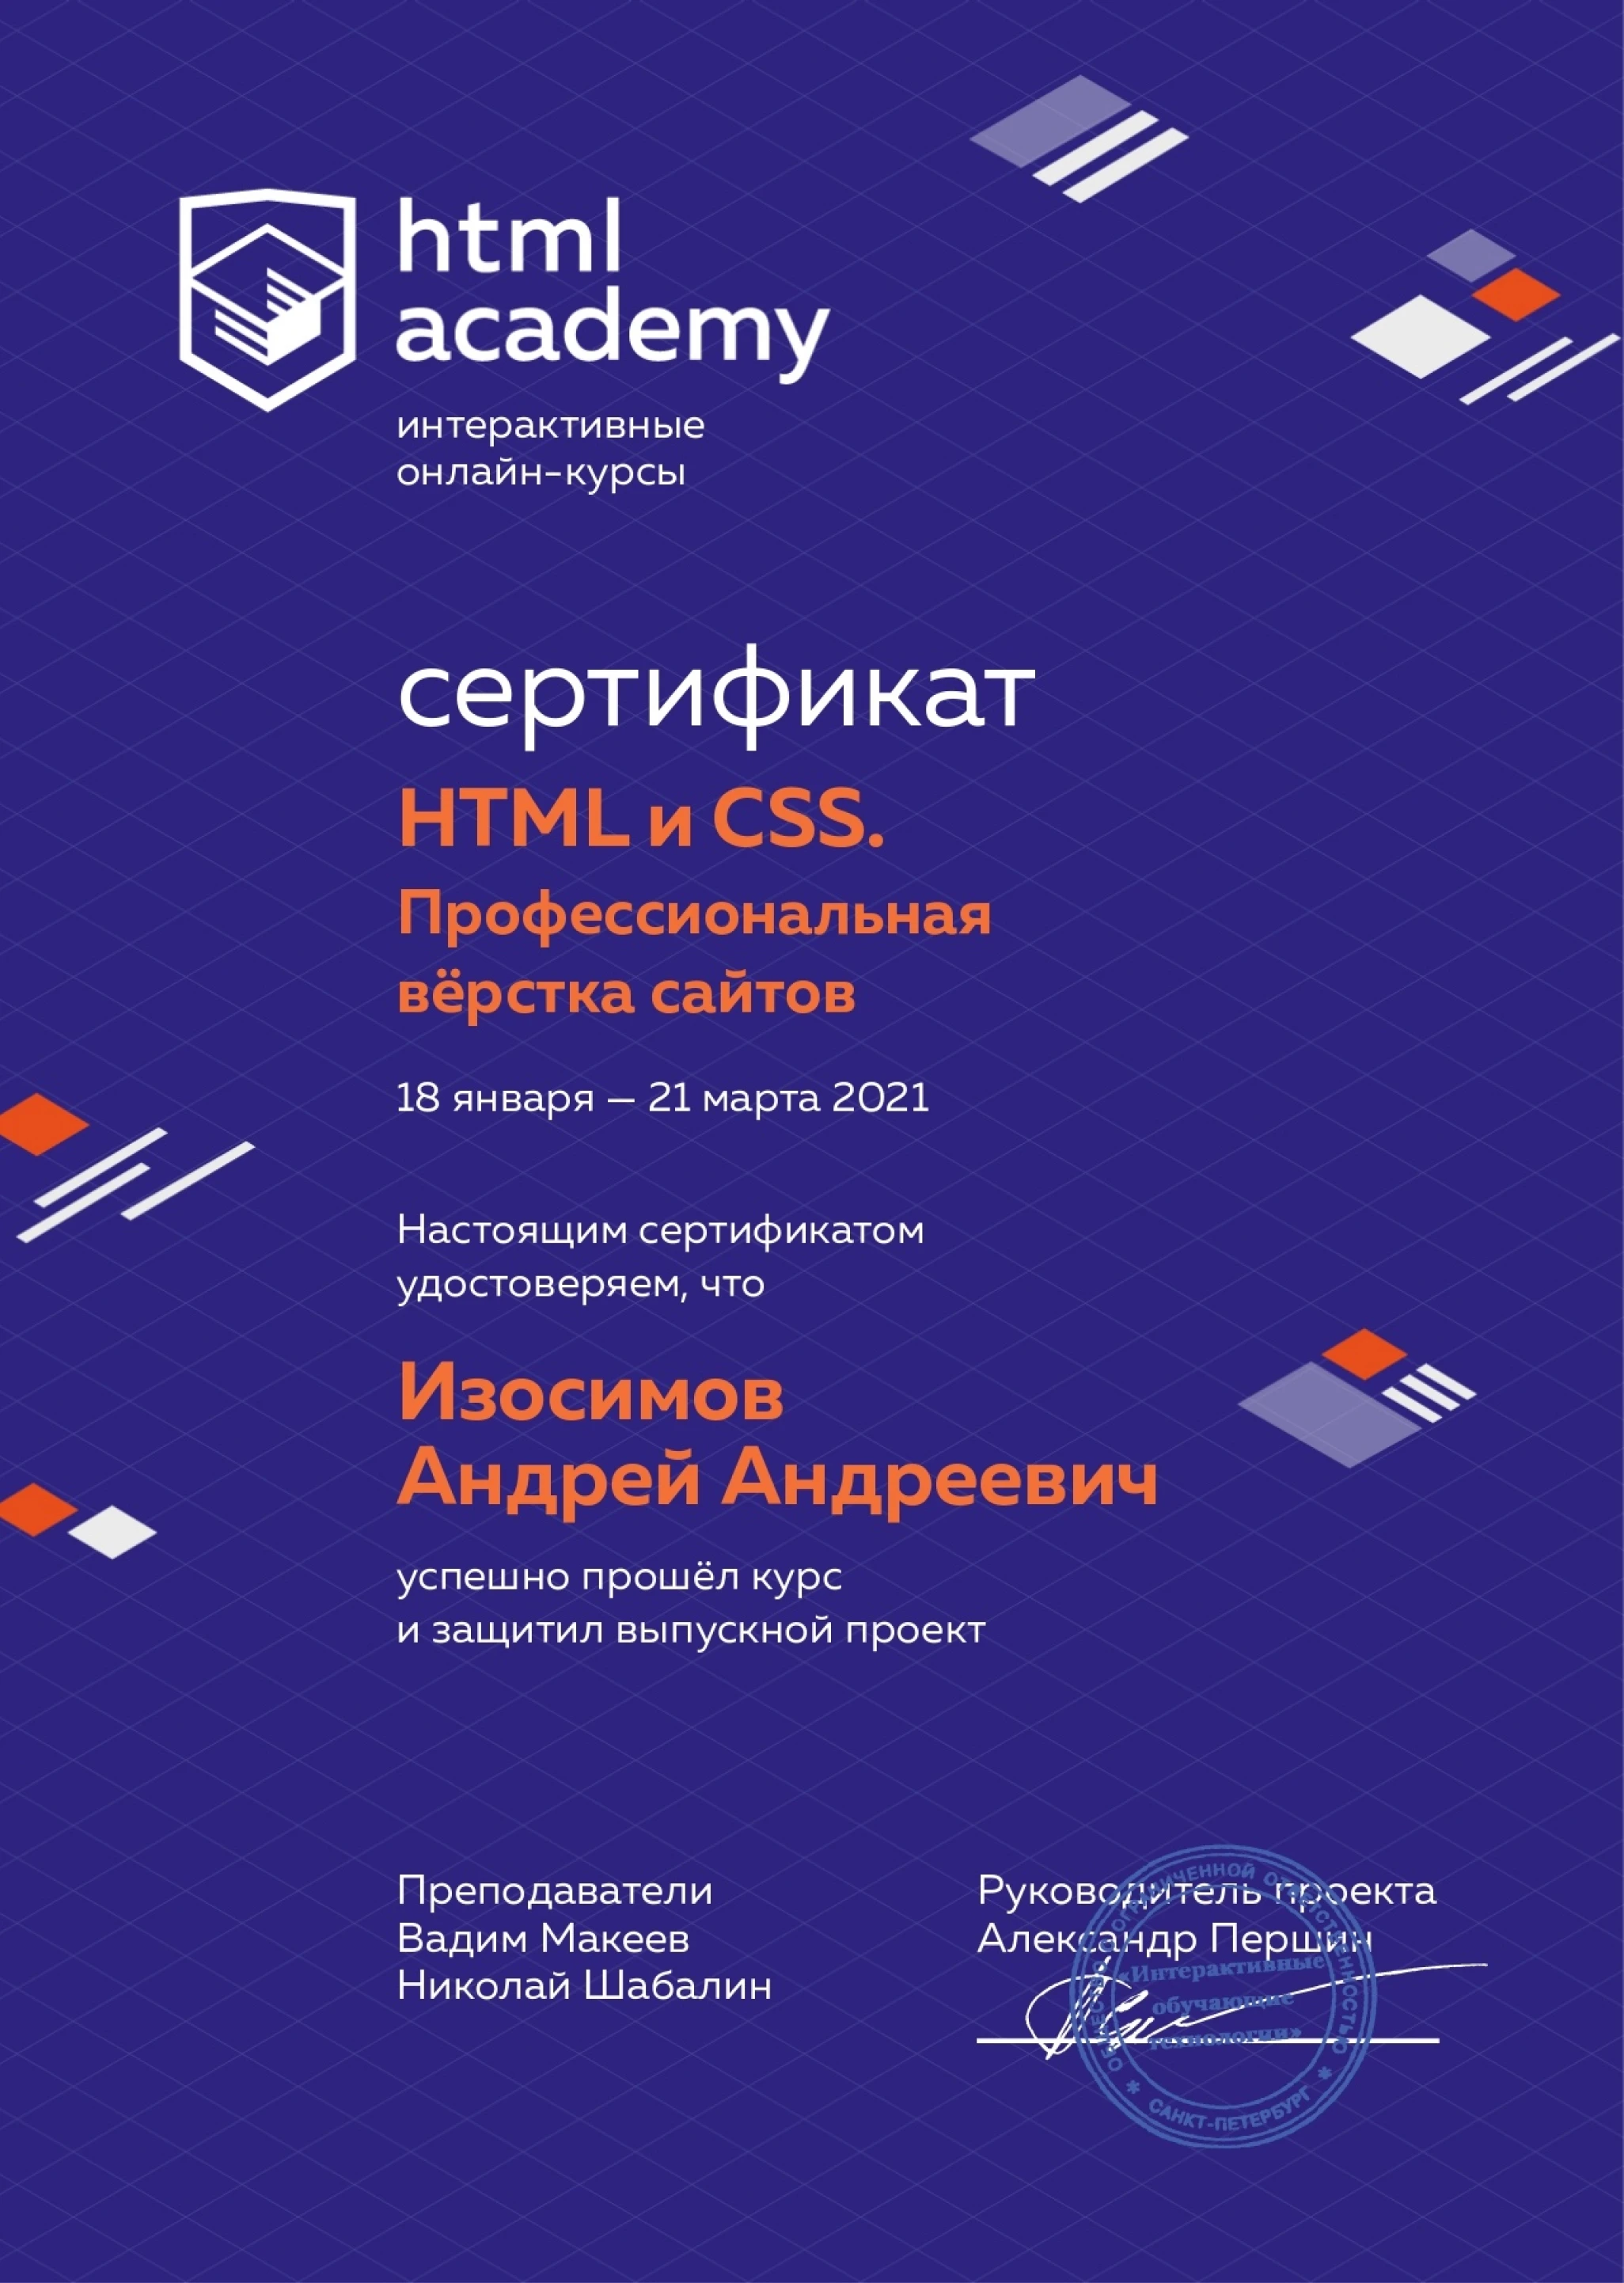 html
academy
интерактивные
онлайн-курсы
сертификат
HTML и CSS.
Профессиональная
вёрстка сайтов
18 января — 21 марта 2021
Настоящим сертификатом
удостоверяем, что
Изосимов
Андрей Андреевич
успешно прошёл курс
и защитил выпускной проект
Преподаватели
Вадим Макеев
Николай Шабалин
Руководитель проекта
Александр Першин
«Интерактивные
обучающие
технологии»
САНКТ-ПЕТЕРБУРГ